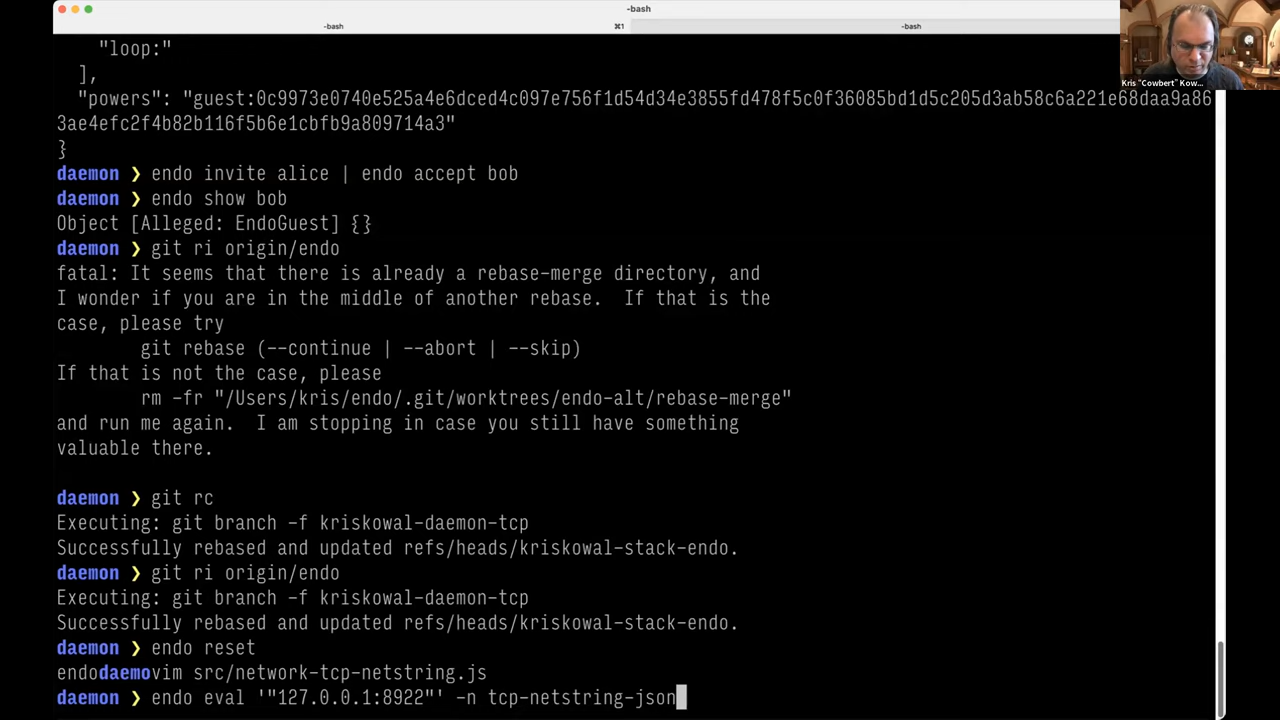 -bash
-bash
⌘1
-bash
Kris "Cowbert" Kow...
"loop:"
],
"powers": "guest:0c9973e0740e525a4e6dced4c097e756f1d54d34e3855fd478f5c0f36085bd1d5c205d3ab58c6a221e68daa9a86
3ae4efc2f4b82b116f5b6e1cbfb9a809714a3"
}
daemon ❯ endo invite alice | endo accept bob
daemon ❯ endo show bob
Object [Alleged: EndoGuest] {}
daemon ❯ git ri origin/endo
fatal: It seems that there is already a rebase-merge directory, and
I wonder if you are in the middle of another rebase.  If that is the
case, please try
git rebase (--continue | --abort | --skip)
If that is not the case, please
rm -fr "/Users/kris/endo/.git/worktrees/endo-alt/rebase-merge"
and run me again.  I am stopping in case you still have something
valuable there.
daemon ❯ git rc
Executing: git branch -f kriskowal-daemon-tcp
Successfully rebased and updated refs/heads/kriskowal-stack-endo.
daemon ❯ git ri origin/endo
Executing: git branch -f kriskowal-daemon-tcp
Successfully rebased and updated refs/heads/kriskowal-stack-endo.
daemon ❯ endo reset
endodaemovim src/network-tcp-netstring.js
daemon ❯ endo eval '"127.0.0.1:8922"' -n tcp-netstring-json